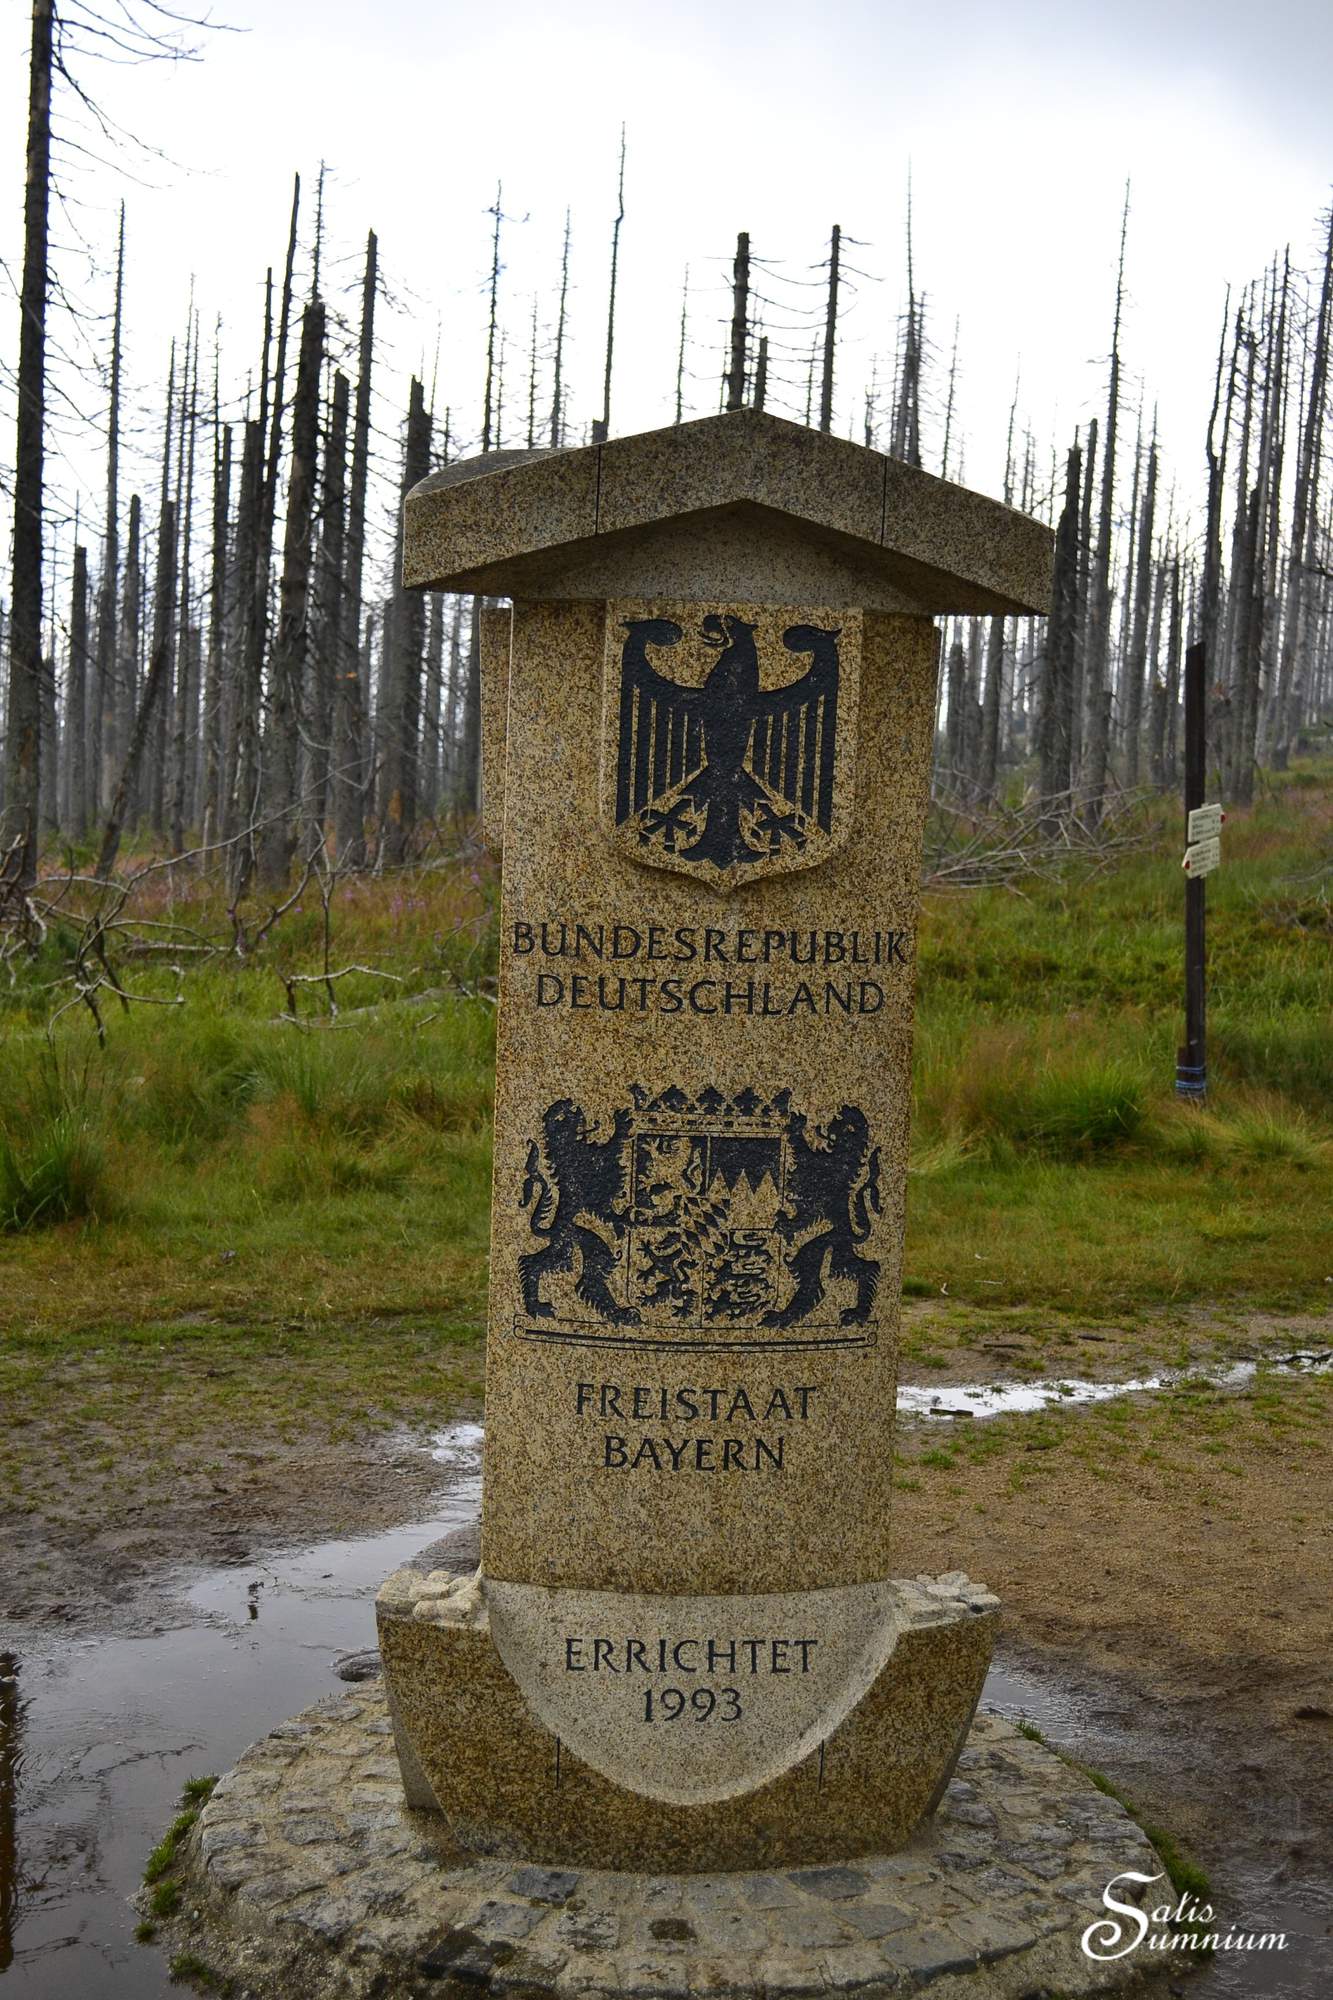 BUNDESREPUBLIK
DEUTSCHLAND
FREISTAAT
BAYERN
ERRICHTET
1993
Salis
Sumnium